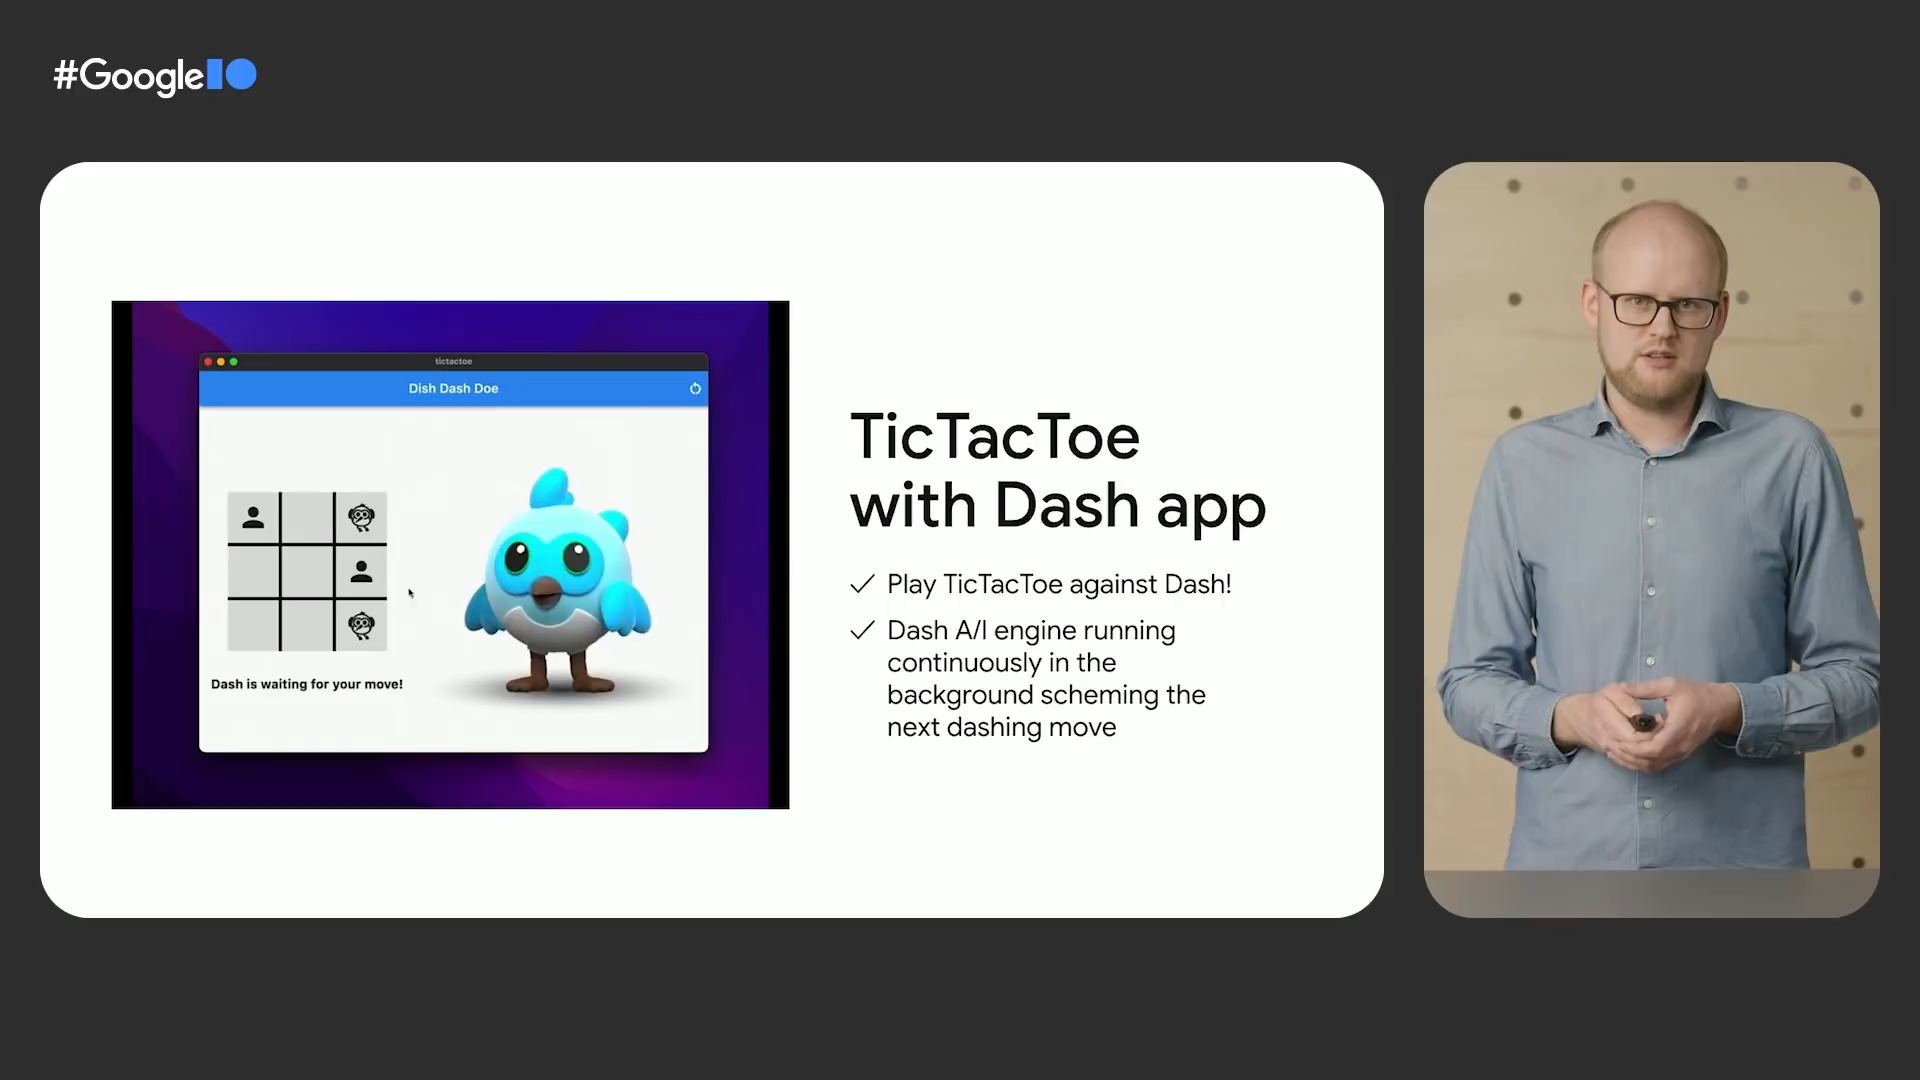 #Google
tictactoe
Dish Dash Doe
Dash is waiting for your move!
TicTacToe
with Dash app
Play TicTacToe against Dash!
Dash A/I engine running
continuously in the
background scheming the
next dashing move